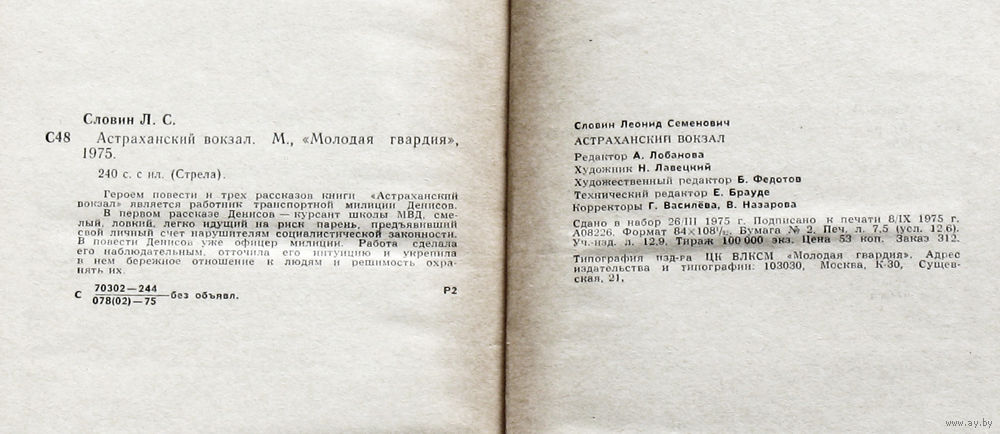 Словин Л. С.
С48 Астраханский вокзал. М., «Молодая гвардия»,
1975.
240 с. с ил. (Стрела).
Героем повести и трех рассказов книги «Астраханский
вокзал» является работник транспортной милиции Денисов.
В первом рассказе Денисов — курсант школы МВД, сме-
лый, ловкий, легко идущий на риск парень, предъявивший
свой личный счет нарушителям социалистической законности.
В повести Денисов уже офицер милиции. Работа сделала
его наблюдательным, отточила его интуицию и укрепила
в нем бережное отношение к людям и решимость охра-
нять их.
С 70302—244
078(02)—75 —без объявл. Р2
Словин Леонид Семенович
АСТРАХАНСКИЙ ВОКЗАЛ
Редактор А. Лобанова
Художник Н. Лавецкий
Художественный редактор Б. Федотов
Технический редактор Е. Брауде
Корректоры Г. Василёва, В. Назарова
Сдано в набор 26/III 1975 г. Подписано к печати 8/IX 1975 г.
А08226. Формат 84×108¹/₃₂. Бумага № 2. Печ. л. 7,5 (усл. 12,6).
Уч.-изд. л. 12,9. Тираж 100 000 экз. Цена 53 коп. Заказ 312.
Типография изд-ва ЦК ВЛКСМ «Молодая гвардия». Адрес
издательства и типографии: 103030, Москва, К-30, Сущев-
ская, 21,
© www.ay.by